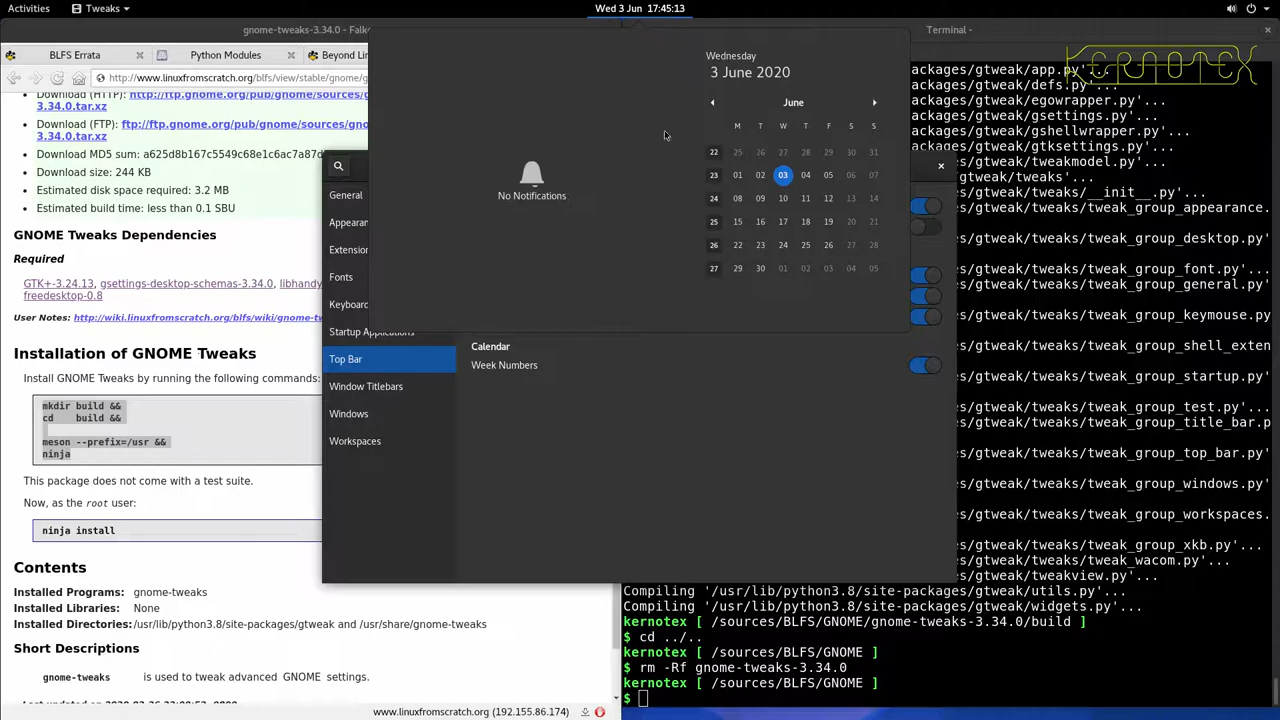 Activities
Tweaks
Wed 3 Jun 17:45:13
gnome-tweaks-3.34.0 - Falko
Terminal -
BLFS Errata
Python Modules
Beyond Lin
http://www.linuxfromscratch.org/blfs/view/stable/gnome/g
KERNOTEX
Download (HTTP): http://ftp.gnome.org/pub/gnome/sources/g
3.34.0.tar.xz
Download (FTP): ftp://ftp.gnome.org/pub/gnome/sources/gn
3.34.0.tar.xz
Download MD5 sum: a625d8b167c5549c68e1c6ac7a87d
Download size: 244 KB
Estimated disk space required: 3.2 MB
Estimated build time: less than 0.1 SBU
GNOME Tweaks Dependencies
Required
GTK+-3.24.13, gsettings-desktop-schemas-3.34.0, libhandy
freedesktop-0.8
User Notes: http://wiki.linuxfromscratch.org/blfs/wiki/gnome-tw
Installation of GNOME Tweaks
Install GNOME Tweaks by running the following commands:
mkdir build &&
cd    build &&
meson --prefix=/usr &&
ninja
This package does not come with a test suite.
Now, as the root user:
ninja install
Contents
Installed Programs: gnome-tweaks
Installed Libraries: None
Installed Directories: /usr/lib/python3.8/site-packages/gtweak and /usr/share/gnome-tweaks
Short Descriptions
gnome-tweaks is used to tweak advanced GNOME settings.
www.linuxfromscratch.org (192.155.86.174)
General
Appearan
Extension
Fonts
Keyboard
Startup Applications
Top Bar
Window Titlebars
Windows
Workspaces
Calendar
Week Numbers
No Notifications
Wednesday
3 June 2020
June
M T W T F S S
22 25 26 27 28 29 30 31
23 01 02 03 04 05 06 07
24 08 09 10 11 12 13 14
25 15 16 17 18 19 20 21
26 22 23 24 25 26 27 28
27 29 30 01 02 03 04 05
ackages/gtweak/app.py'...
ackages/gtweak/defs.py'...
ackages/gtweak/egowrapper.py'...
ackages/gtweak/gsettings.py'...
ackages/gtweak/gshellwrapper.py'...
ackages/gtweak/gtksettings.py'...
ackages/gtweak/tweakmodel.py'...
s/gtweak/tweaks/__init__.py'...
s/gtweak/tweaks/tweak_group_appearance.
s/gtweak/tweaks/tweak_group_desktop.py'
s/gtweak/tweaks/tweak_group_font.py'...
s/gtweak/tweaks/tweak_group_general.py'
s/gtweak/tweaks/tweak_group_keymouse.py
s/gtweak/tweaks/tweak_group_shell_exten
s/gtweak/tweaks/tweak_group_startup.py'
s/gtweak/tweaks/tweak_group_test.py'...
s/gtweak/tweaks/tweak_group_title_bar.p
s/gtweak/tweaks/tweak_group_top_bar.py'
s/gtweak/tweaks/tweak_group_windows.py'
s/gtweak/tweaks/tweak_group_workspaces.
s/gtweak/tweaks/tweak_group_xkb.py'...
s/gtweak/tweaks/tweak_wacom.py'...
s/gtweak/tweakview.py'...
Compiling '/usr/lib/python3.8/site-packages/gtweak/utils.py'...
Compiling '/usr/lib/python3.8/site-packages/gtweak/widgets.py'...
kernotex [ /sources/BLFS/GNOME/gnome-tweaks-3.34.0/build ]
$ cd ../..
kernotex [ /sources/BLFS/GNOME ]
$ rm -Rf gnome-tweaks-3.34.0
kernotex [ /sources/BLFS/GNOME ]
$